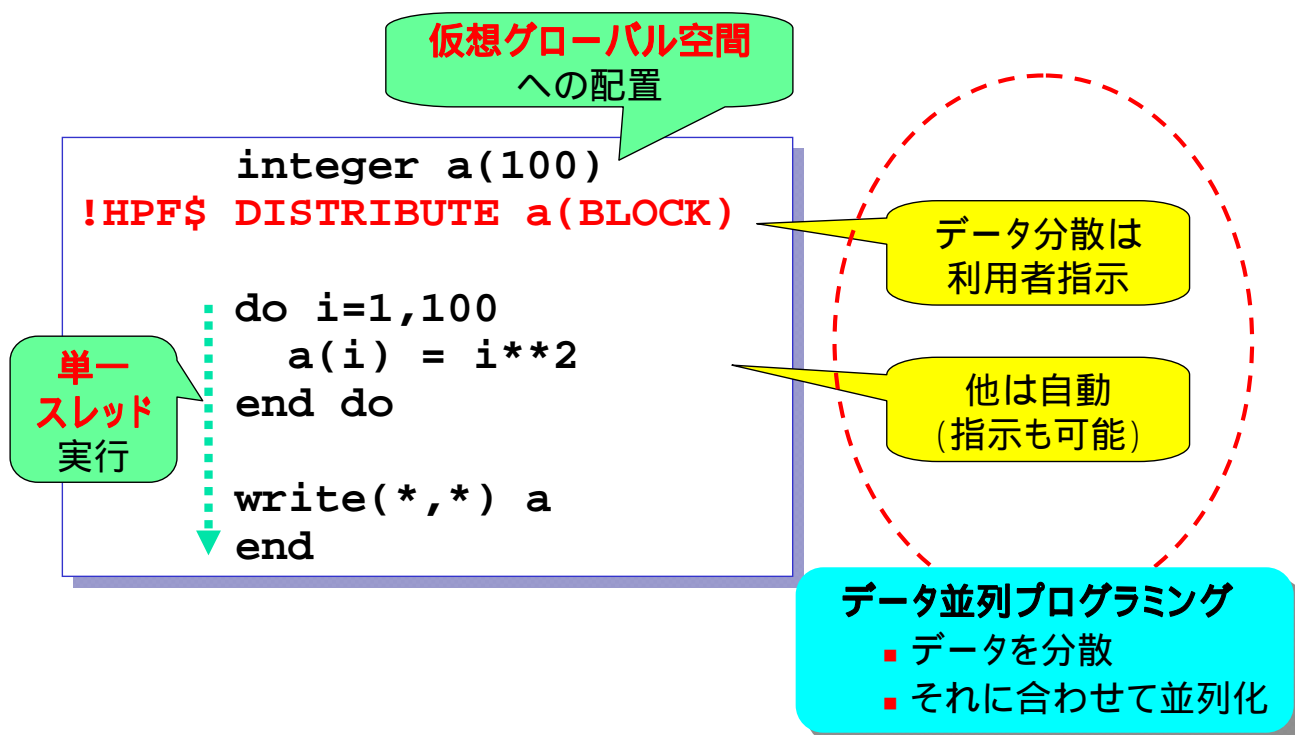 仮想グローバル空間
への配置
integer a(100)
!HPF$ DISTRIBUTE a(BLOCK)
データ分散は
利用者指示
do i=1,100
a(i) = i**2
end do
単一
スレッド
実行
他は自動
(指示も可能)
write(*,*) a
end
データ並列プログラミング
■ データを分散
■ それに合わせて並列化